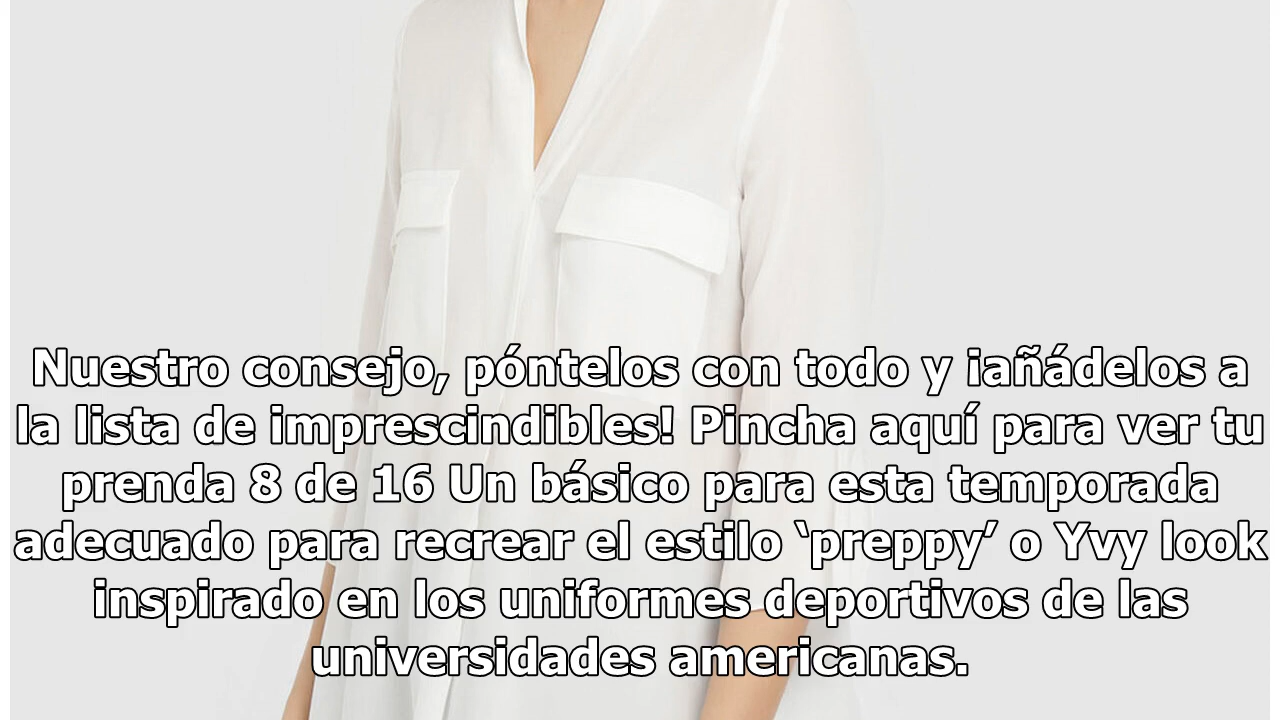 Nuestro consejo, póntelos con todo y ¡añádelos a
la lista de imprescindibles! Pincha aquí para ver tu
prenda 8 de 16 Un básico para esta temporada
adecuado para recrear el estilo ‘preppy’ o Yvy look
inspirado en los uniformes deportivos de las
universidades americanas.